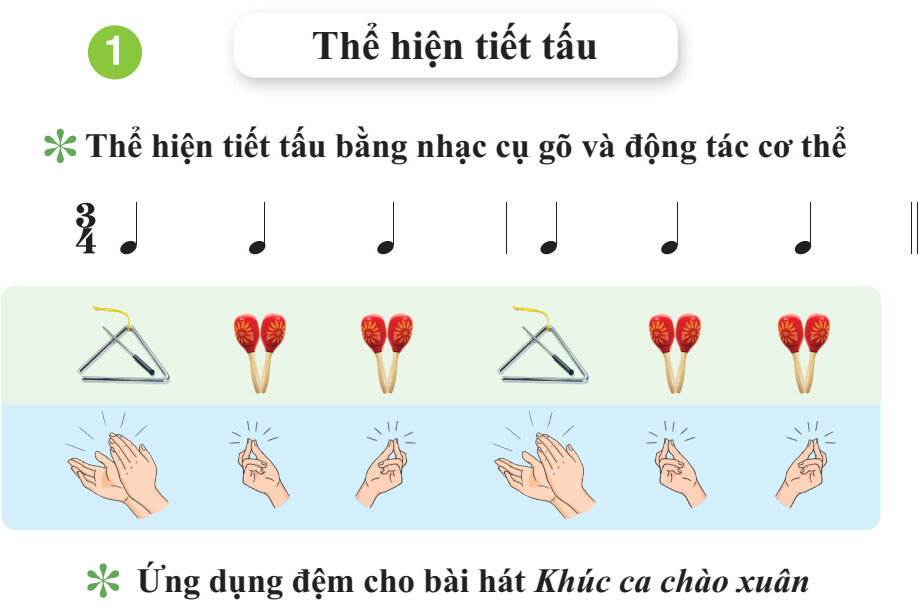 1 Thể hiện tiết tấu
Thể hiện tiết tấu bằng nhạc cụ gõ và động tác cơ thể
3
4
Ứng dụng đệm cho bài hát Khúc ca chào xuân